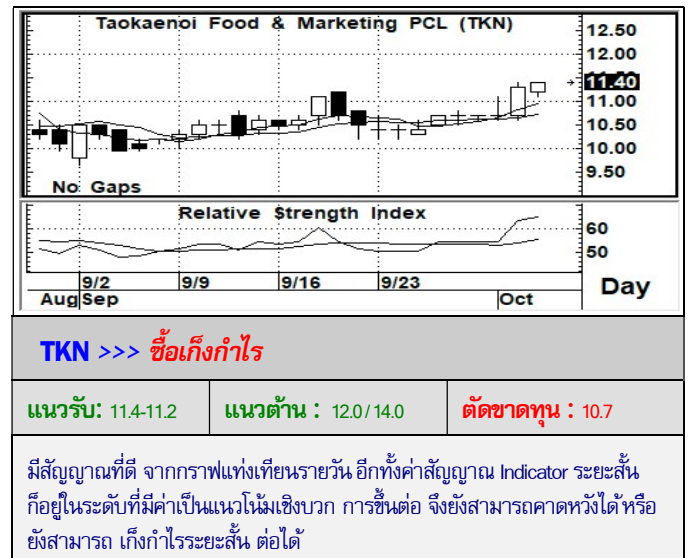 Taokaenoi Food & Marketing PCL (TKN)
12.50
12.00
11.40
11.00
10.50
10.00
9.50
No Gaps
Relative Strength Index
60
50
9/2 9/9 9/16 9/23
Aug Sep Oct
Day
TKN >>> ซื้อเก็งกำไร
แนวรับ: 11.4-11.2 แนวต้าน : 12.0/14.0 ตัดขาดทุน : 10.7
มีสัญญาณที่ดี จากกราฟแท่งเทียนรายวัน อีกทั้งค่าสัญญาณ Indicator ระยะสั้น
ก็อยู่ในระดับที่มีค่าเป็นแนวโน้มเชิงบวก การขึ้นต่อ จึงยังสามารถคาดหวังได้ หรือ
ยังสามารถ เก็งกำไรระยะสั้น ต่อได้